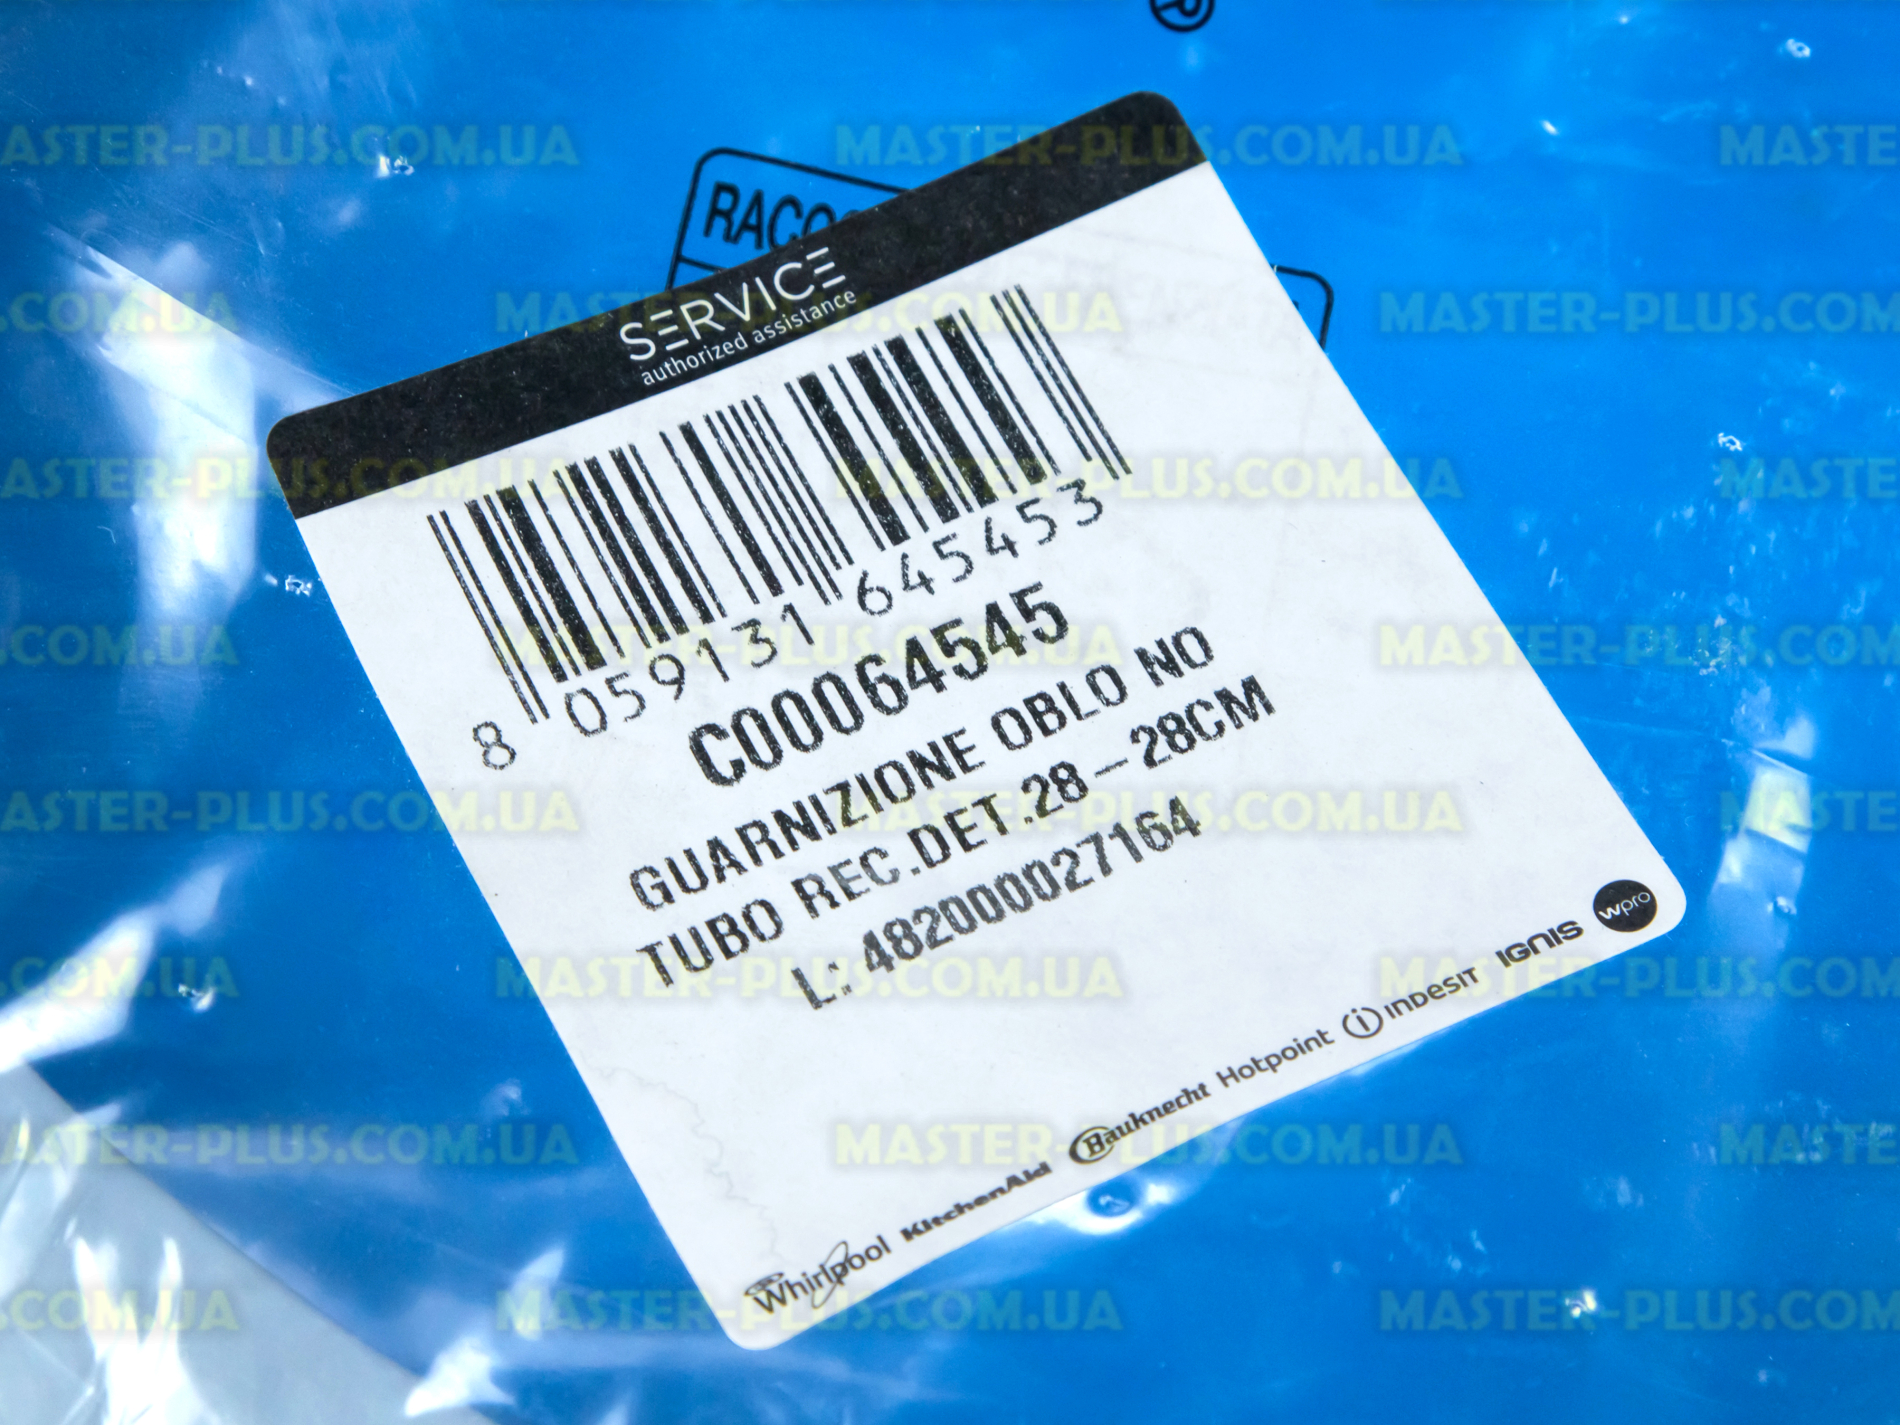 RACO
SERVICE
authorized assistance
8 059131 645453
C00064545
GUARNIZIONE OBLO NO
TUBO REC.DET.28-28CM
L: 482000027164
Whirlpool KitchenAid Bauknecht Hotpoint indesit IGNIS wpro
MASTER-PLUS.COM.UA